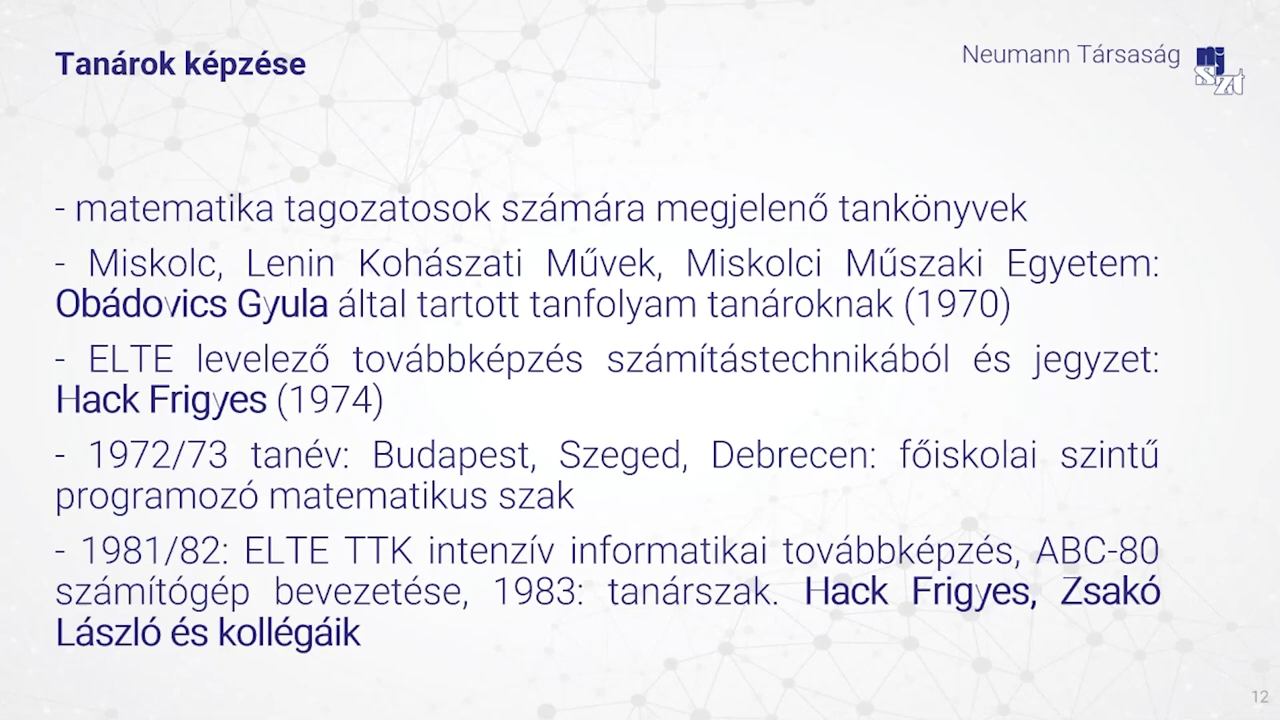 Tanárok képzése
Neumann Társaság
nj
szt
- matematika tagozatosok számára megjelenő tankönyvek
- Miskolc, Lenin Kohászati Művek, Miskolci Műszaki Egyetem:
Obádovics Gyula által tartott tanfolyam tanároknak (1970)
- ELTE levelező továbbképzés számítástechnikából és jegyzet:
Hack Frigyes (1974)
- 1972/73 tanév: Budapest, Szeged, Debrecen: főiskolai szintű
programozó matematikus szak
- 1981/82: ELTE TTK intenzív informatikai továbbképzés, ABC-80
számítógép bevezetése, 1983: tanárszak. Hack Frigyes, Zsakó
László és kollégáik
12